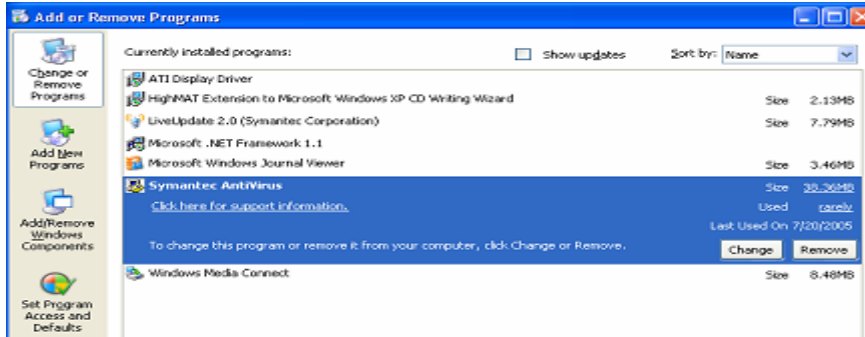 Add or Remove Programs
Change or
Remove
Programs
Add New
Programs
Add/Remove
Windows
Components
Set Program
Access and
Defaults
Currently installed programs: Show updates Sort by: Name
ATI Display Driver
HighMAT Extension to Microsoft Windows XP CD Writing Wizard Size 2.13MB
LiveUpdate 2.0 (Symantec Corporation) Size 7.79MB
Microsoft .NET Framework 1.1
Microsoft Windows Journal Viewer Size 3.46MB
Symantec AntiVirus Size 38.36MB
Click here for support information. Used rarely
Last Used On 7/20/2005
To change this program or remove it from your computer, click Change or Remove. Change Remove
Windows Media Connect Size 8.48MB